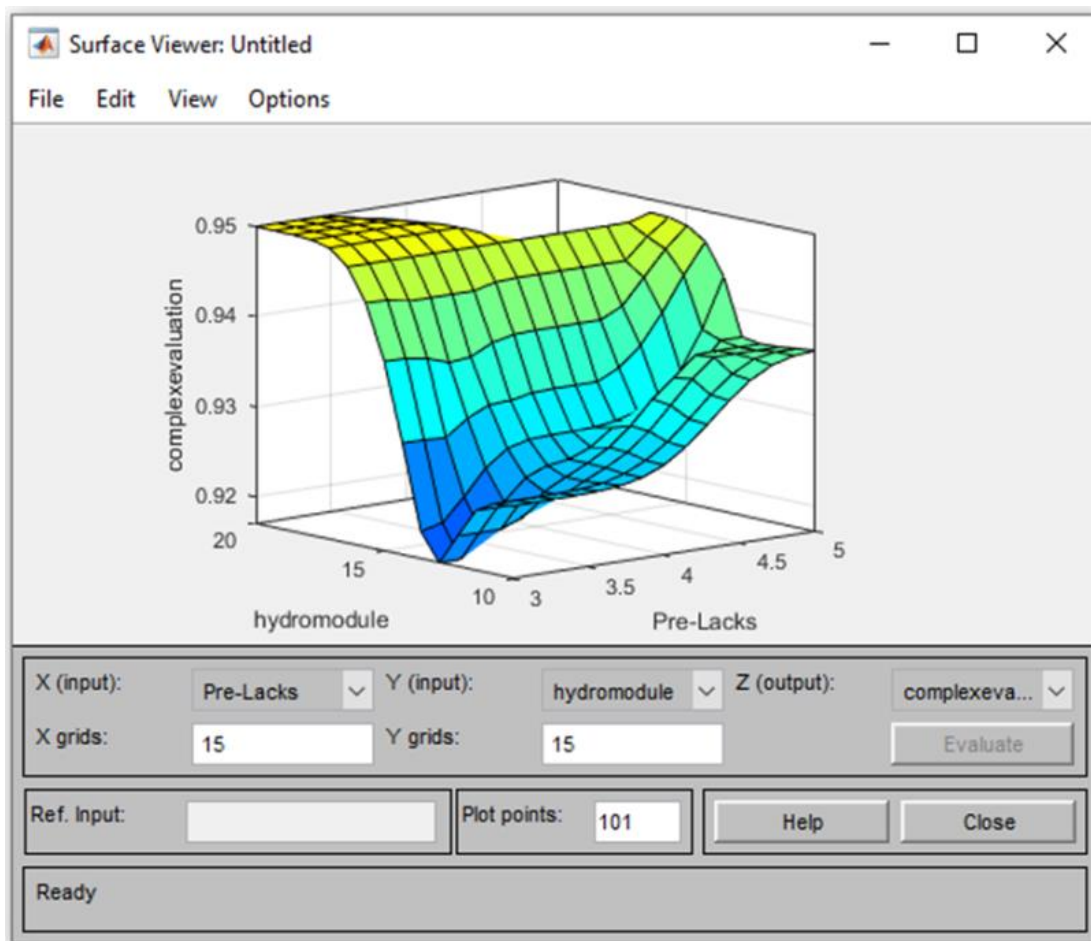 Surface Viewer: Untitled
File Edit View Options
0.95
0.94
0.93
0.92
complexevaluation
20
15
10
hydromodule
3
3.5
4
4.5
5
Pre-Lacks
X (input): Pre-Lacks Y (input): hydromodule Z (output): complexeva...
X grids: 15 Y grids: 15 Evaluate
Ref. Input: Plot points: 101 Help Close
Ready